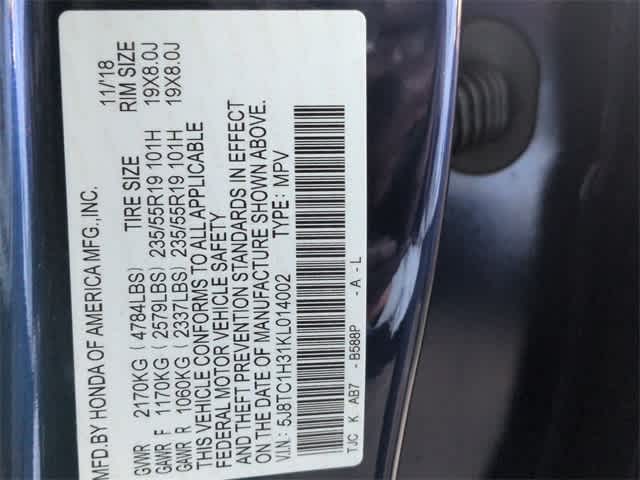 MFD.BY HONDA OF AMERICA MFG.,INC. 11/'18
GVWR 2170KG (4784LBS) TIRE SIZE RIM SIZE
GAWR F 1170KG (2579LBS) 235/55R19 101H 19X8.0J
GAWR R 1060KG (2337LBS) 235/55R19 101H 19X8.0J
THIS VEHICLE CONFORMS TO ALL APPLICABLE
FEDERAL MOTOR VEHICLE SAFETY
AND THEFT PREVENTION STANDARDS IN EFFECT
ON THE DATE OF MANUFACTURE SHOWN ABOVE.
V.I.N: 5J8TC1H31KL014002 TYPE: MPV
TJC K AB7 - B588P - A - L